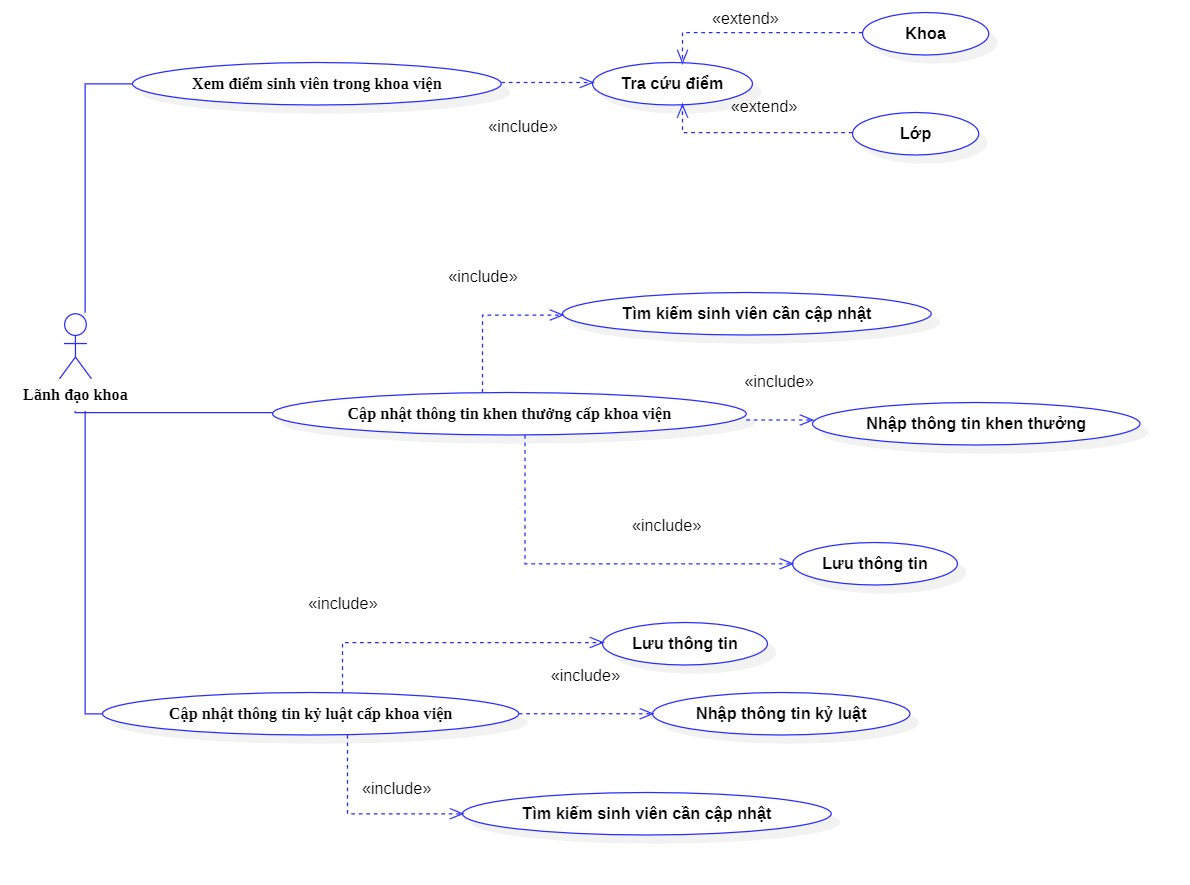 «extend»
Khoa
Xem điểm sinh viên trong khoa viện
Tra cứu điểm
«extend»
«include»
Lớp
«include»
Tìm kiếm sinh viên cần cập nhật
Lãnh đạo khoa
«include»
Cập nhật thông tin khen thưởng cấp khoa viện
Nhập thông tin khen thưởng
«include»
Lưu thông tin
«include»
Lưu thông tin
«include»
Cập nhật thông tin kỷ luật cấp khoa viện
Nhập thông tin kỷ luật
«include»
Tìm kiếm sinh viên cần cập nhật